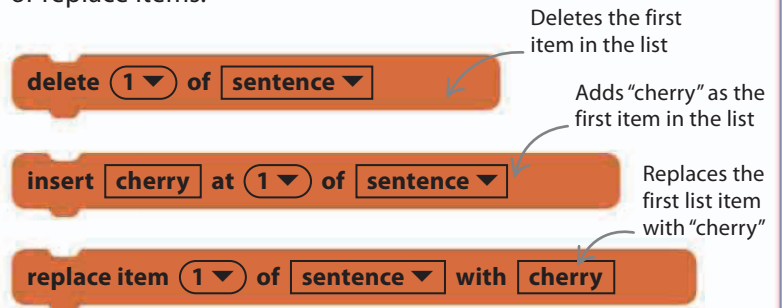 or replace items.
Deletes the first
item in the list
delete 1 of sentence
Adds “cherry” as the
first item in the list
insert cherry at 1 of sentence
Replaces the
first list item
with “cherry”
replace item 1 of sentence with cherry